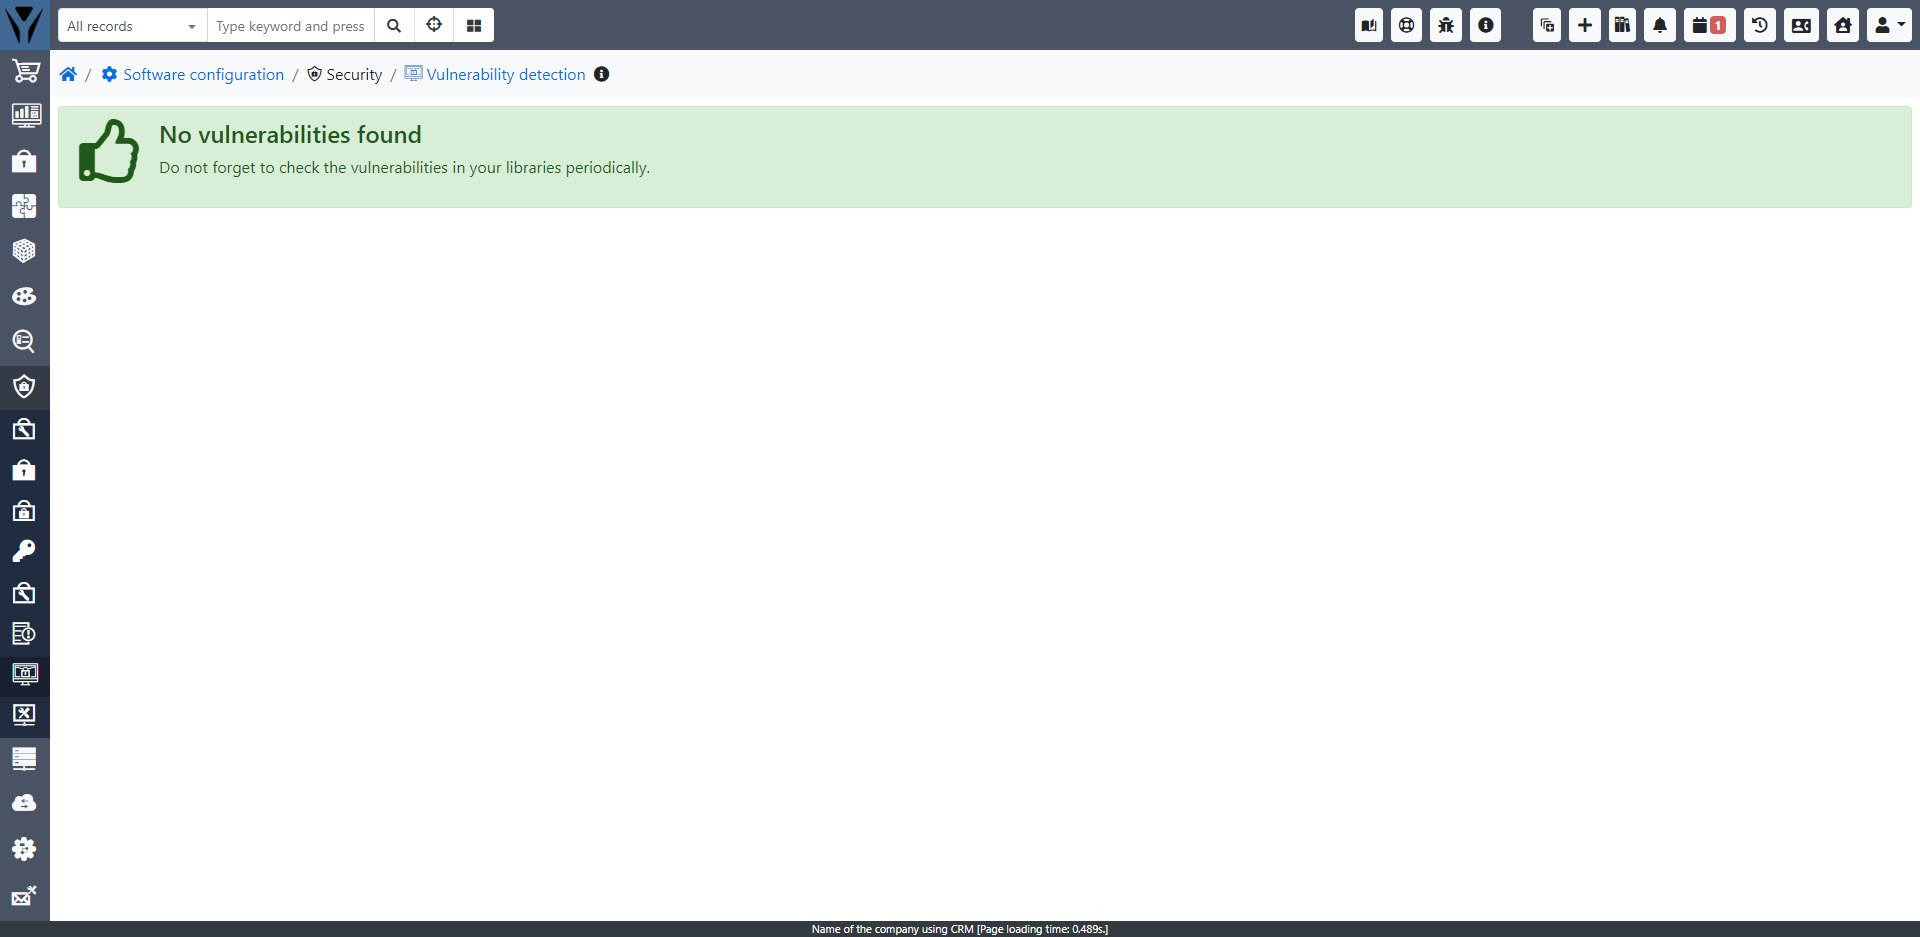 All records
Type keyword and press
1
/ Software configuration / Security / Vulnerability detection
No vulnerabilities found
Do not forget to check the vulnerabilities in your libraries periodically.
Name of the company using CRM [Page loading time: 0.489s.]